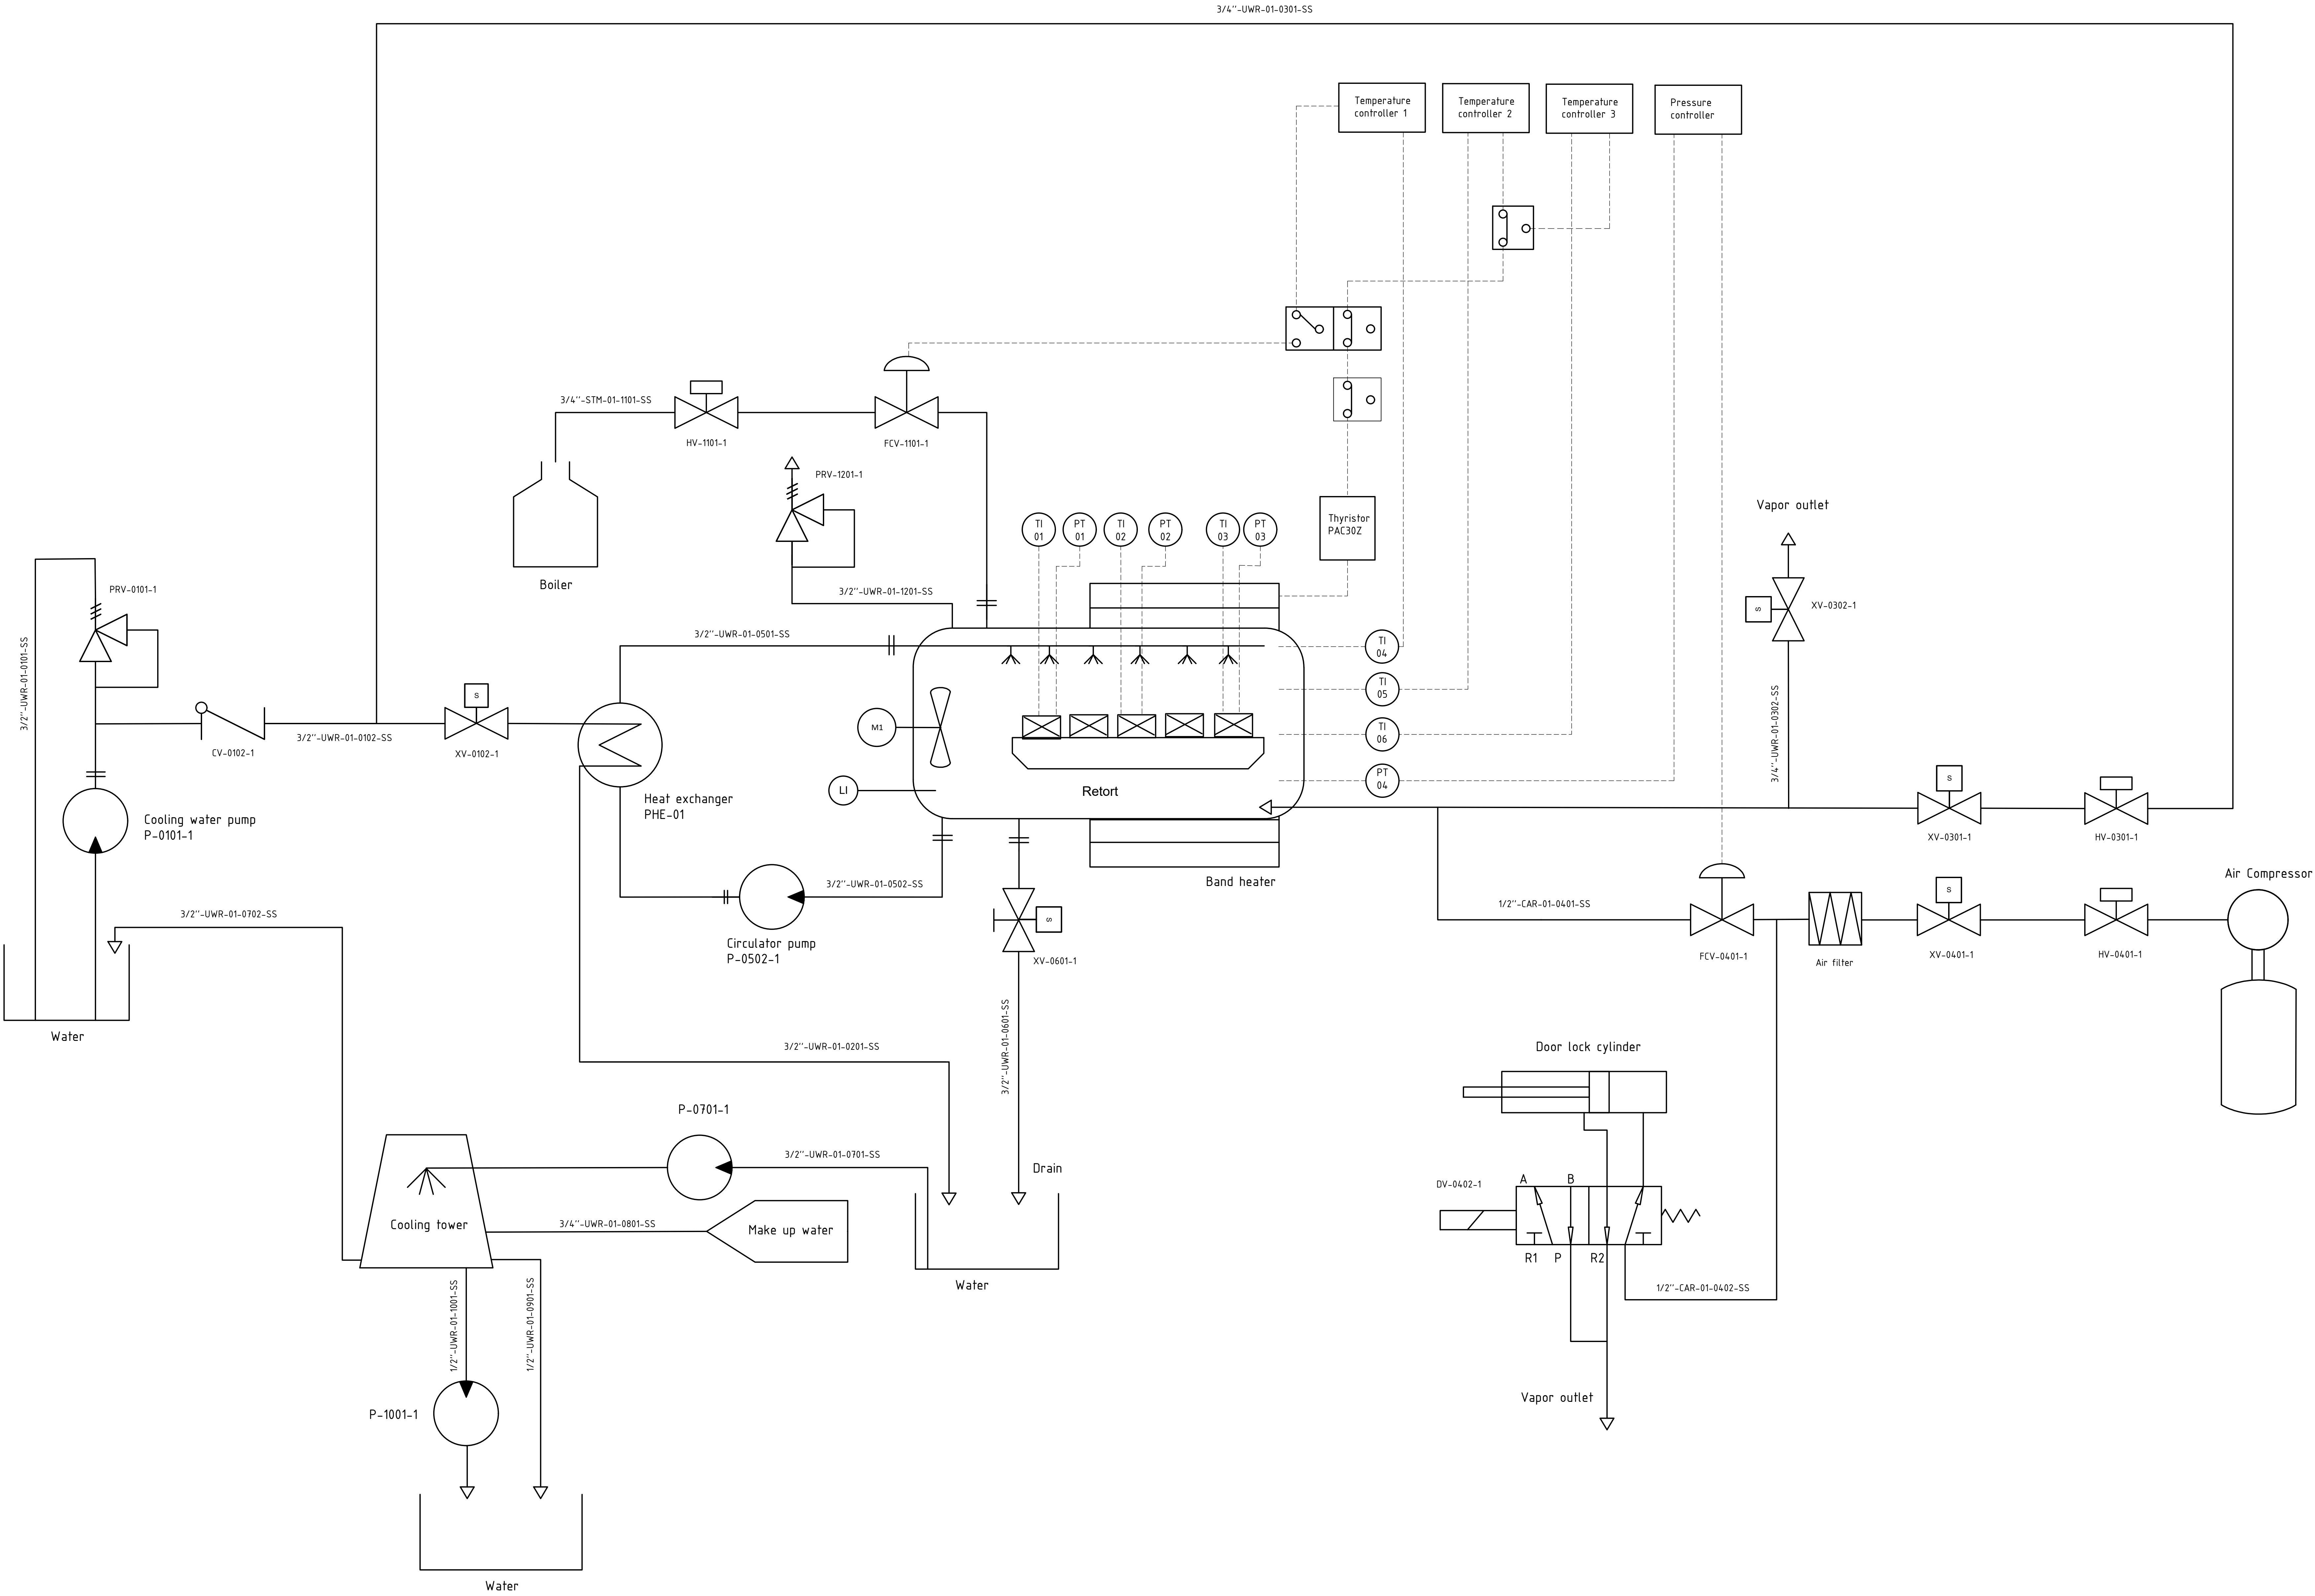 3/4''-UWR-01-0301-SS
Temperature
controller 1
Temperature
controller 2
Temperature
controller 3
Pressure
controller
3/4''-STM-01-1101-SS
HV-1101-1
FCV-1101-1
PRV-1201-1
Boiler
3/2''-UWR-01-1201-SS
TI
01
PT
01
TI
02
PT
02
TI
03
PT
03
Thyristor
PAC30Z
Vapor outlet
S
XV-0302-1
3/4''-UWR-01-0302-SS
PRV-0101-1
3/2''-UWR-01-0101-SS
CV-0102-1
3/2''-UWR-01-0102-SS
S
XV-0102-1
3/2''-UWR-01-0501-SS
Heat exchanger
PHE-01
M1
LI
Retort
TI
04
TI
05
TI
06
PT
04
S
XV-0301-1
HV-0301-1
Cooling water pump
P-0101-1
3/2''-UWR-01-0502-SS
Circulator pump
P-0502-1
Band heater
S
XV-0601-1
3/2''-UWR-01-0601-SS
1/2''-CAR-01-0401-SS
FCV-0401-1
Air filter
S
XV-0401-1
HV-0401-1
Air Compressor
3/2''-UWR-01-0702-SS
Water
3/2''-UWR-01-0201-SS
Door lock cylinder
P-0701-1
3/2''-UWR-01-0701-SS
Drain
Cooling tower
3/4''-UWR-01-0801-SS
Make up water
Water
DV-0402-1
A
B
R1
P
R2
1/2''-CAR-01-0402-SS
Vapor outlet
1/2''-UWR-01-1001-SS
1/2''-UWR-01-0901-SS
P-1001-1
Water